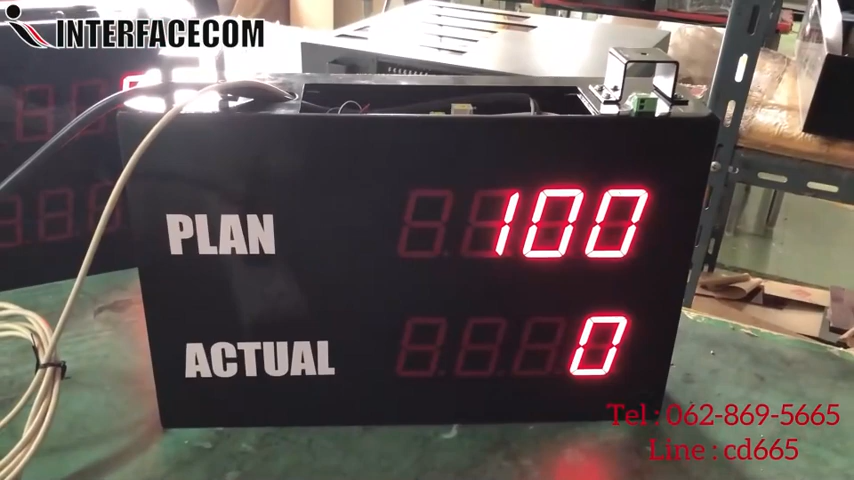 INTERFACECOM
PLAN 100
ACTUAL 0
Tel : 062-869-5665
Line : cd665